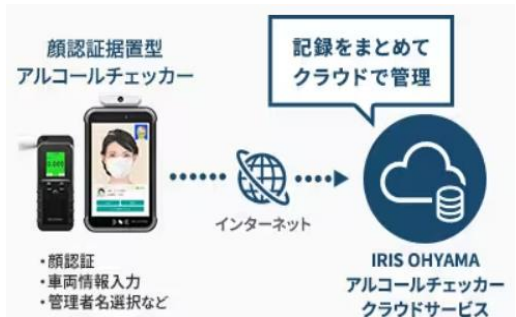 顔認証据置型
アルコールチェッカー
記録をまとめて
クラウドで管理
インターネット
・顔認証
・車両情報入力
・管理者名選択など
IRIS OHYAMA
アルコールチェッカー
クラウドサービス